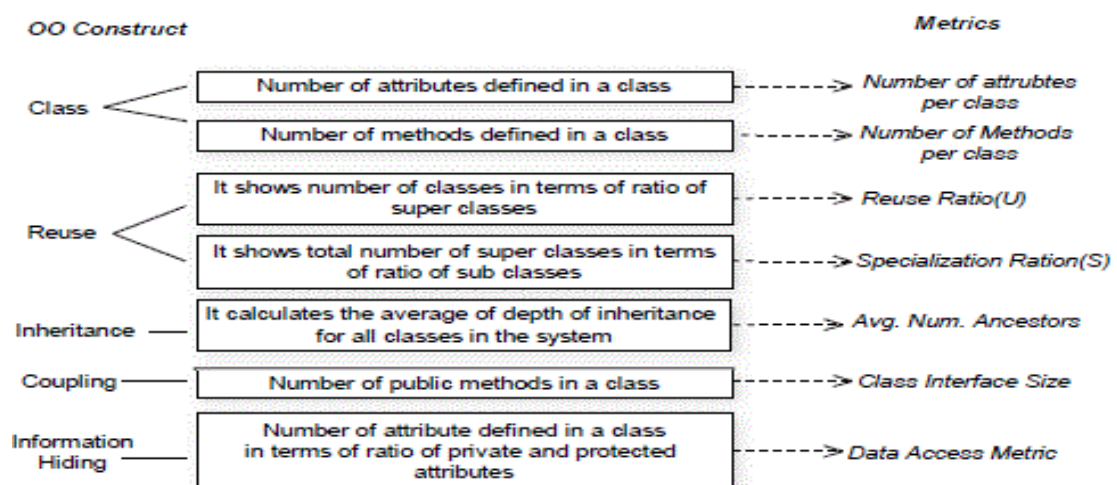 OO Construct
Metrics
Class
Number of attributes defined in a class
Number of attrubtes
per class
Number of methods defined in a class
Number of Methods
per class
Reuse
It shows number of classes in terms of ratio of
super classes
Reuse Ratio(U)
It shows total number of super classes in terms
of ratio of sub classes
Specialization Ration(S)
Inheritance
It calculates the average of depth of inheritance
for all classes in the system
Avg. Num. Ancestors
Coupling
Number of public methods in a class
Class Interface Size
Information
Hiding
Number of attribute defined in a class
in terms of ratio of private and protected
attributes
Data Access Metric